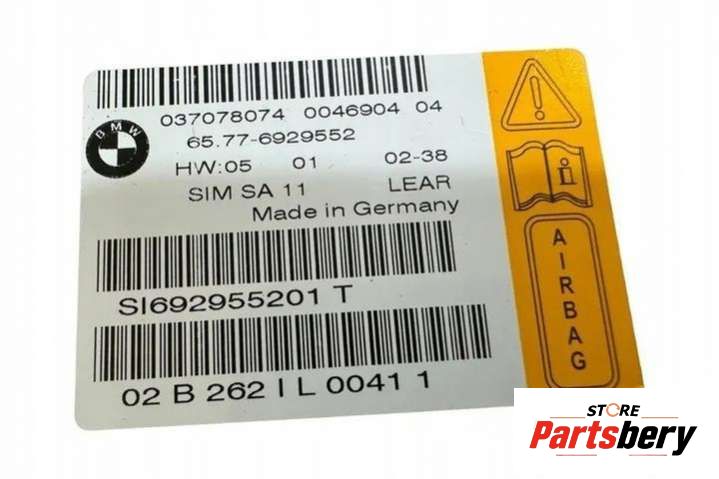 037078074 0046904 04
BMW
65.77-6929552
HW:05 01 02-38
SIM SA 11 LEAR
Made in Germany
SI692955201 T
02 B 262 I L 0041 1
AIRBAG
STORE
Partsbery